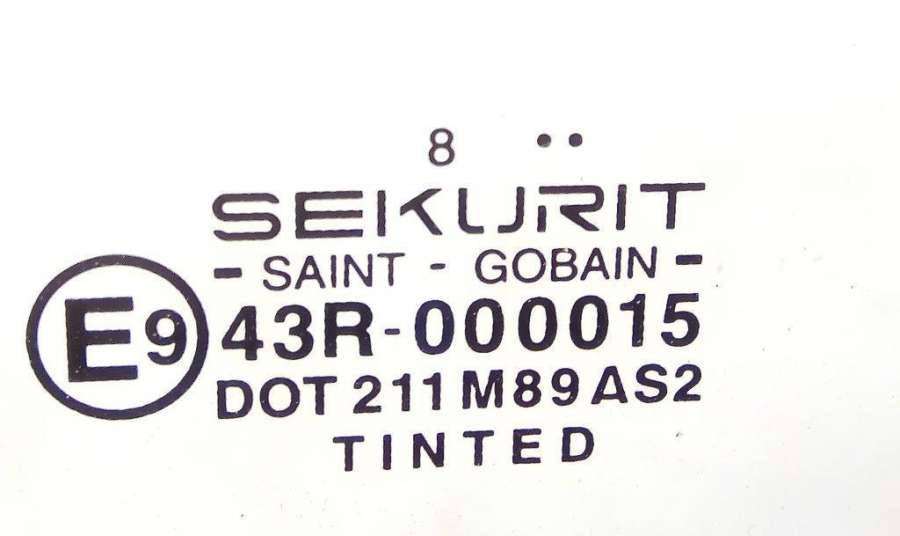 8 ..
SEKURIT
- SAINT - GOBAIN -
E9 43R-000015
DOT 211 M89 AS2
TINTED